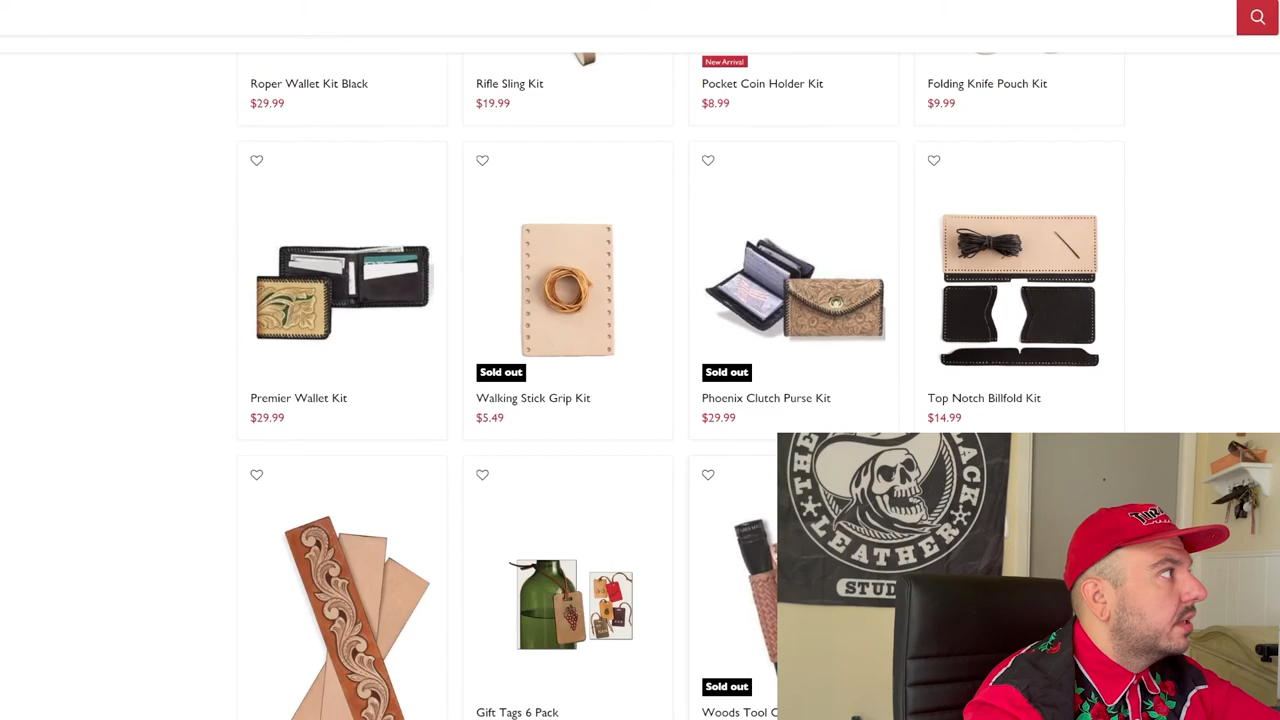 Roper Wallet Kit Black
$29.99
Rifle Sling Kit
$19.99
New Arrival
Pocket Coin Holder Kit
$8.99
Folding Knife Pouch Kit
$9.99
Premier Wallet Kit
$29.99
Sold out
Walking Stick Grip Kit
$5.49
Sold out
Phoenix Clutch Purse Kit
$29.99
Top Notch Billfold Kit
$14.99
Gift Tags 6 Pack
Sold out
Woods Tool C
THE
LACK
LEATHER
STUD